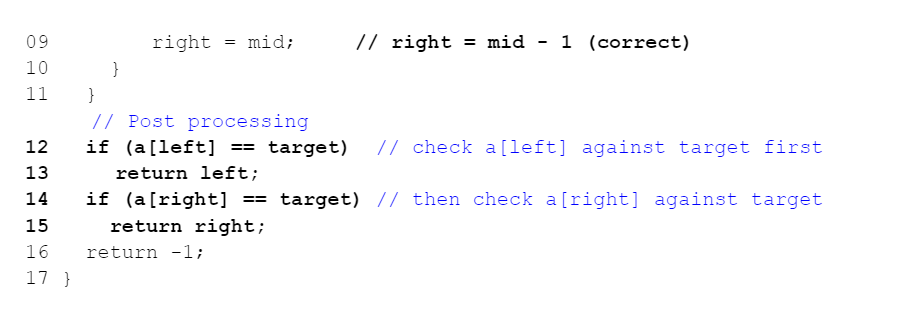 09         right = mid;     // right = mid - 1 (correct)
10     }
11   }
     // Post processing
12   if (a[left] == target)  // check a[left] against target first
13     return left;
14   if (a[right] == target) // then check a[right] against target
15     return right;
16   return -1;
17 }